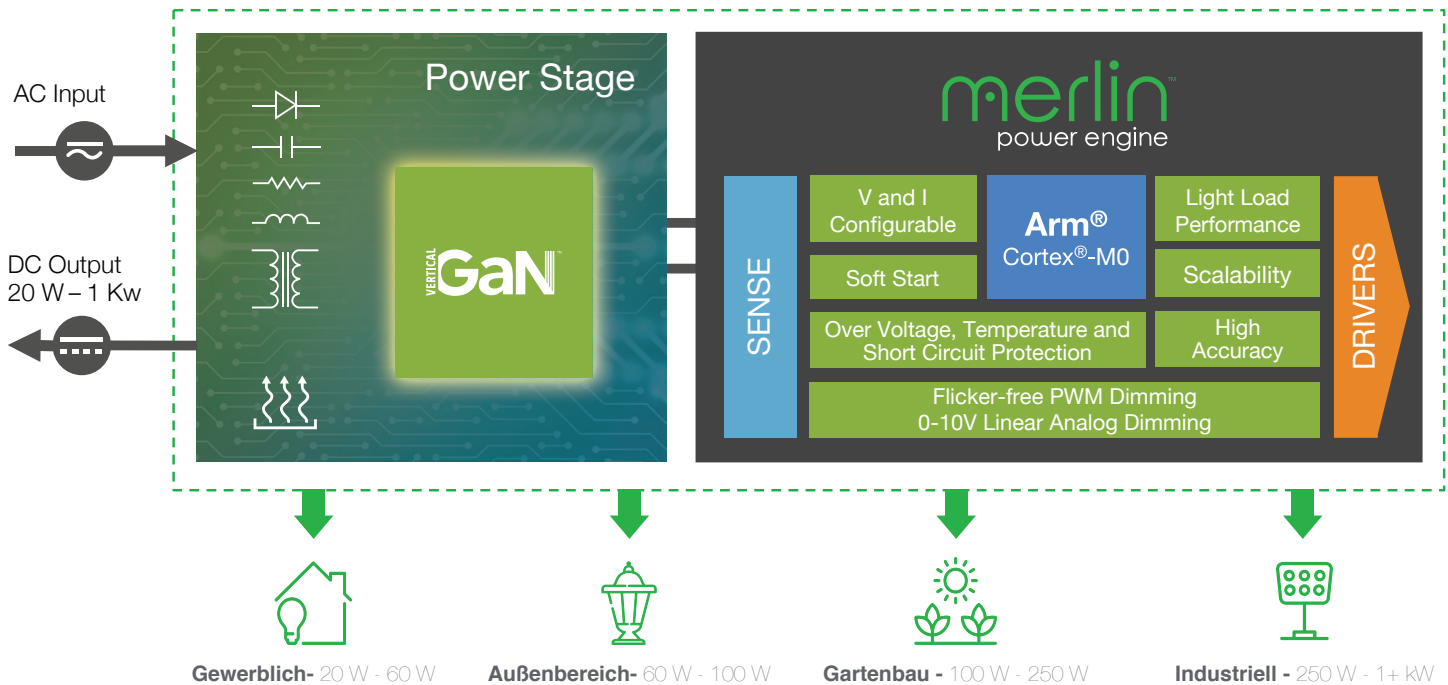 AC Input
DC Output
20 W – 1 Kw
Power Stage
VERTICAL
GaN™
merlin™
power engine
SENSE
V and I
Configurable
Soft Start
Arm®
Cortex®-M0
Light Load
Performance
Scalability
Over Voltage, Temperature and
Short Circuit Protection
High
Accuracy
Flicker-free PWM Dimming
0-10V Linear Analog Dimming
DRIVERS
Gewerblich- 20 W - 60 W
Außenbereich- 60 W - 100 W
Gartenbau - 100 W - 250 W
Industriell - 250 W - 1+ kW